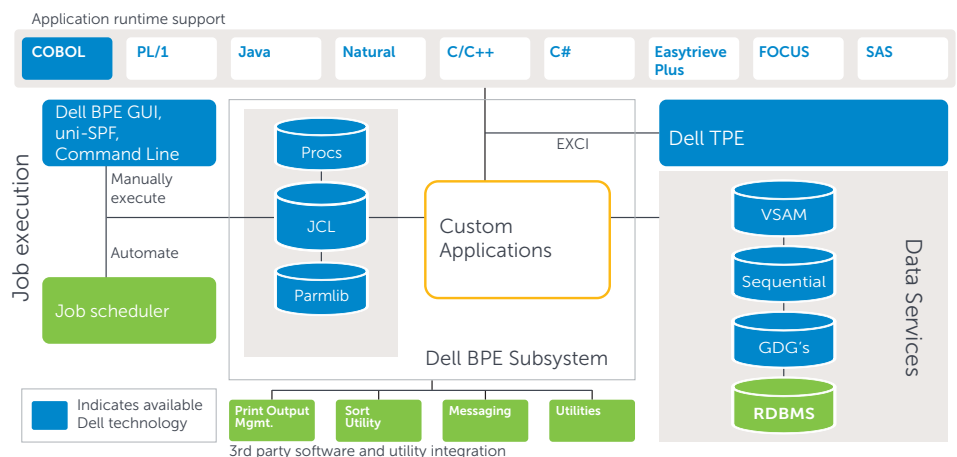 Application runtime support
COBOL
PL/1
Java
Natural
C/C++
C#
Easytrieve
Plus
FOCUS
SAS
Job execution
Dell BPE GUI,
uni-SPF,
Command Line
Manually
execute
Automate
Job scheduler
Procs
JCL
Parmlib
Custom
Applications
Dell BPE Subsystem
EXCI
Dell TPE
VSAM
Sequential
GDG's
RDBMS
Data Services
Indicates available
Dell technology
Print Output
Mgmt.
Sort
Utility
Messaging
Utilities
3rd party software and utility integration